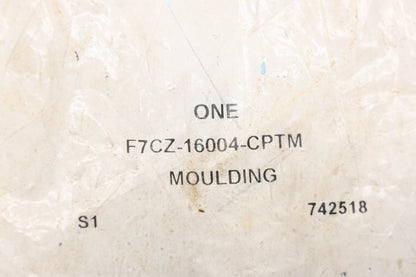 ONE
F7CZ-16004-CPTM
MOULDING
S1 742518